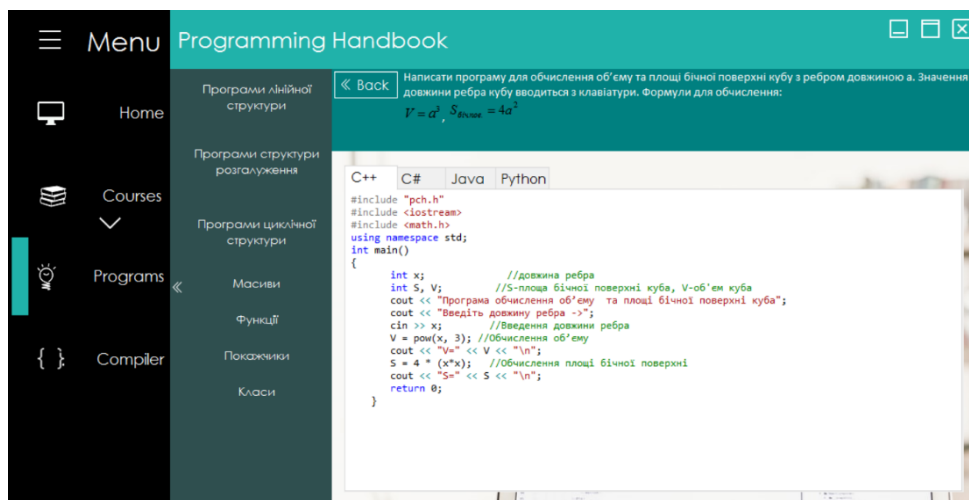 Menu
Programming Handbook
Home
Courses
Programs
Compiler
Програми лінійної
структури
Програми структури
розгалуження
Програми циклічної
структури
Масиви
Функції
Покажчики
Класи
« Back
Написати програму для обчислення об’єму та площі бічної поверхні кубу з ребром довжиною а. Значення
довжини ребра кубу вводиться з клавіатури. Формули для обчислення:
V = a³, Sбічна. = 4a²
C++ C# Java Python
#include "pch.h"
#include <iostream>
#include <math.h>
using namespace std;
int main()
{
int x; //довжина ребра
int S, V; //S-площа бічної поверхні куба, V-об’єм куба
cout << "Програма обчислення об’єму та площі бічної поверхні куба";
cout << "Введіть довжину ребра ->";
cin >> x; //Введення довжини ребра
V = pow(x, 3); //Обчислення об’ему
cout << "V=" << V << "\n";
S = 4 * (x*x); //Обчислення площі бічної поверхні
cout << "S=" << S << "\n";
return 0;
}